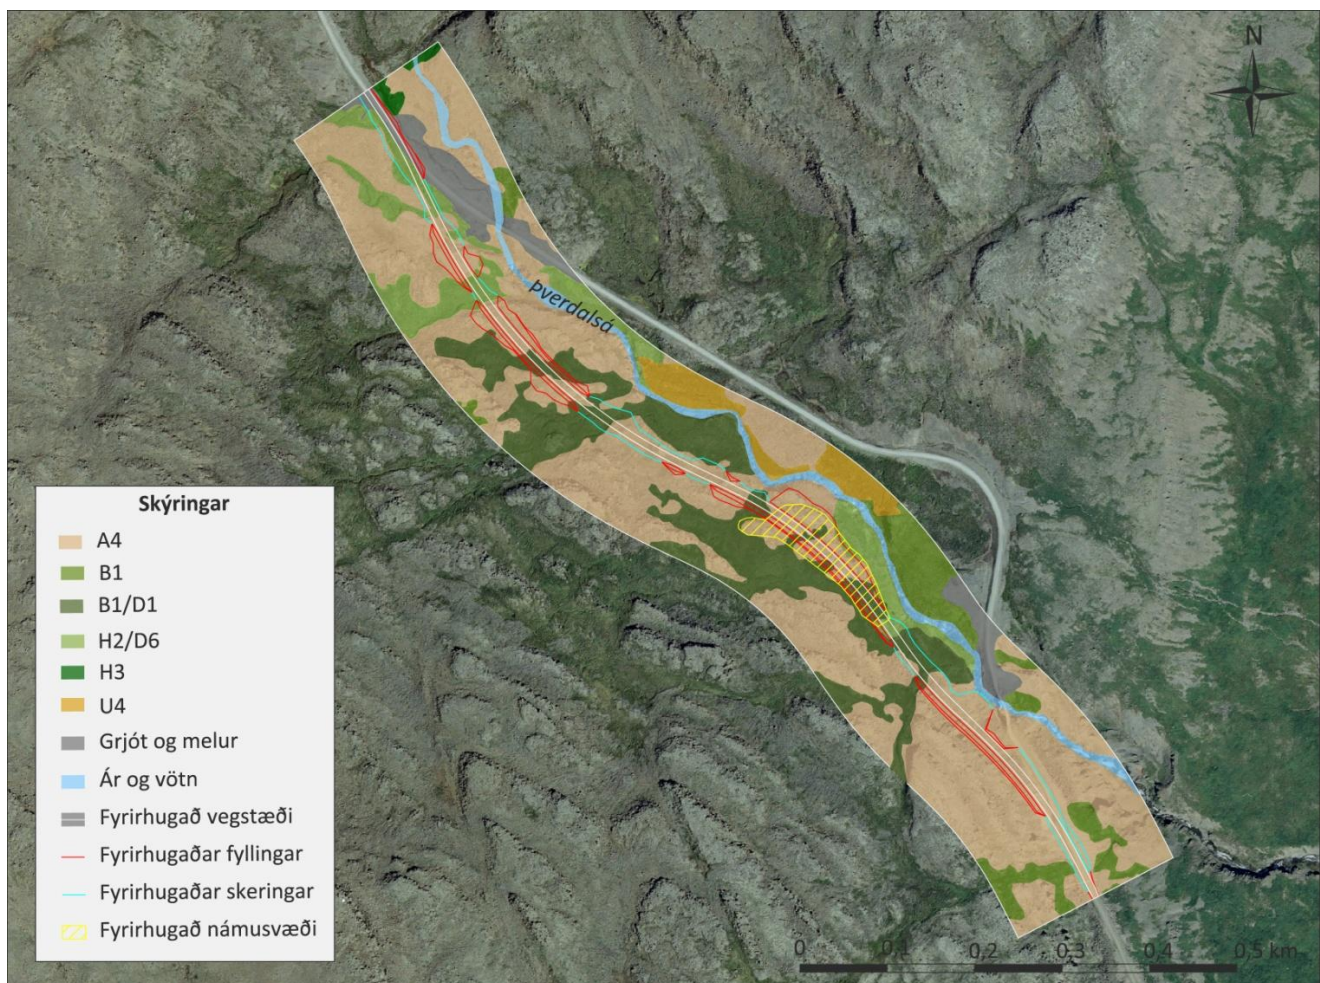 N
Þverdalsá
Skýringar
A4
B1
B1/D1
H2/D6
H3
U4
Grjót og melur
Ár og vötn
Fyrirhugað vegstæði
Fyrirhugaðar fyllingar
Fyrirhugaðar skeringar
Fyrirhugað námusvæði
0 0,1 0,2 0,3 0,4 0,5 km